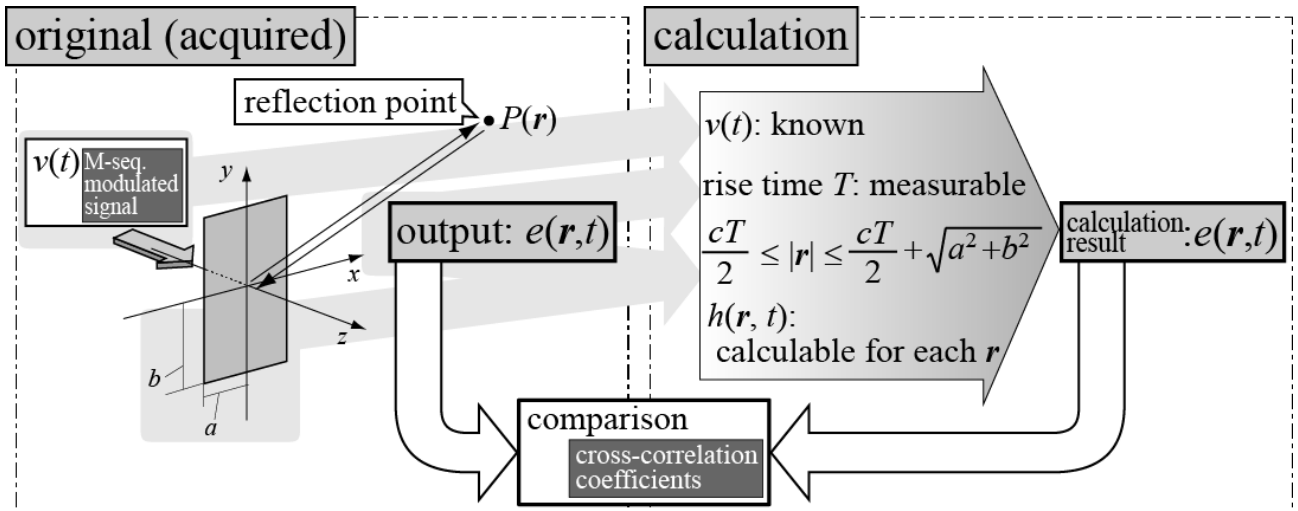 original (acquired)
reflection point
P(r)
v(t) M-seq.
modulated
signal
y
x
z
b
a
output: e(r,t)
calculation
v(t): known
rise time T: measurable
cT/2 ≤ |r| ≤ cT/2 + √(a²+b²)
h(r, t):
calculable for each r
calculation
result :e(r,t)
comparison
cross-correlation
coefficients